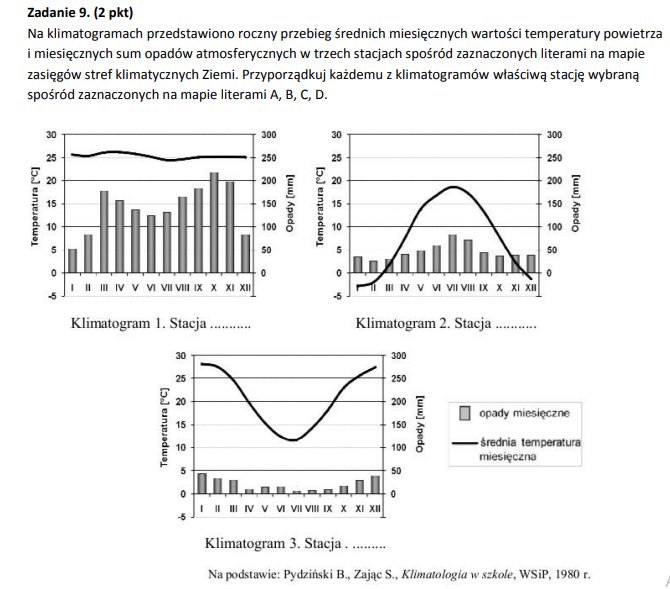 Zadanie 9. (2 pkt)
Na klimatogramach przedstawiono roczny przebieg średnich miesięcznych wartości temperatury powietrza
i miesięcznych sum opadów atmosferycznych w trzech stacjach spośród zaznaczonych literami na mapie
zasięgów stref klimatycznych Ziemi. Przyporządkuj każdemu z klimatogramów właściwą stację wybraną
spośród zaznaczonych na mapie literami A, B, C, D.
Temperatura [°C]
30
25
20
15
10
5
0
-5
I II III IV V VI VII VIII IX X XI XII
300
250
200
150
100
50
0
Opady [mm]
Klimatogram 1. Stacja ...........
Temperatura [°C]
30
25
20
15
10
5
0
-5
I II III IV V VI VII VIII IX X XI XII
300
250
200
150
100
50
0
Opady [mm]
Klimatogram 2. Stacja ...........
Temperatura [°C]
30
25
20
15
10
5
0
-5
I II III IV V VI VII VIII IX X XI XII
300
250
200
150
100
50
0
Opady [mm]
opady miesięczne
średnia temperatura
miesięczna
Klimatogram 3. Stacja . .........
Na podstawie: Pydziński B., Zając S., Klimatologia w szkole, WSiP, 1980 r.